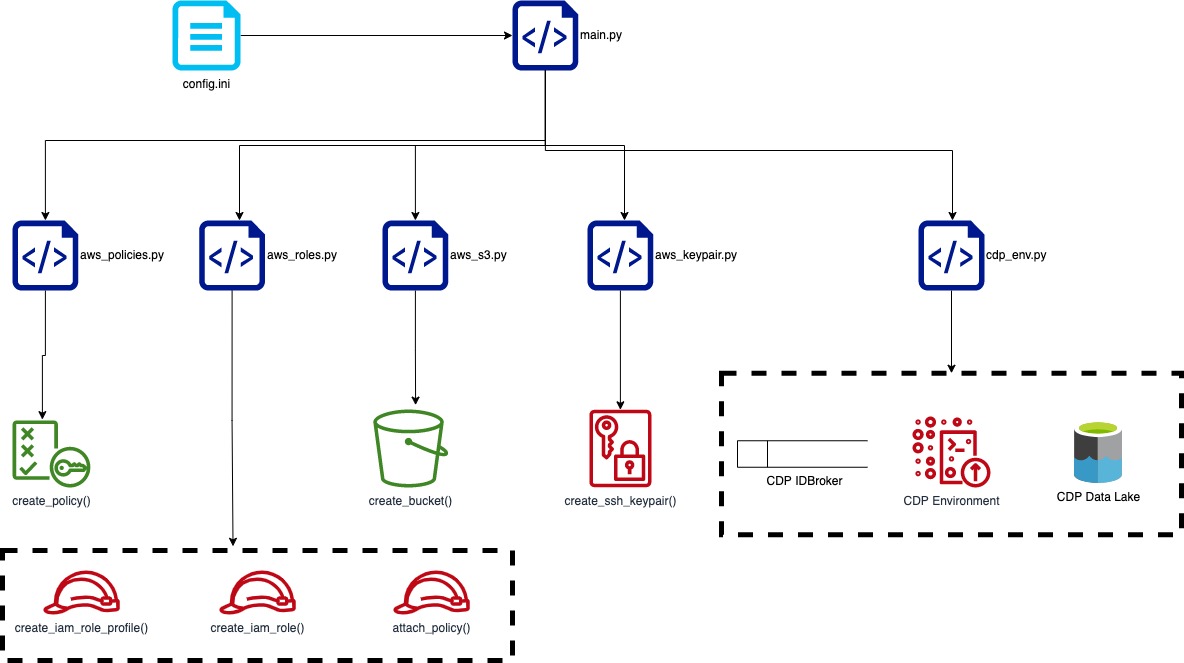 main.py
config.ini
aws_policies.py
aws_roles.py
aws_s3.py
aws_keypair.py
cdp_env.py
CDP IDBroker
create_policy()
create_bucket()
create_ssh_keypair()
CDP Environment
CDP Data Lake
create_iam_role_profile()
create_iam_role()
attach_policy()